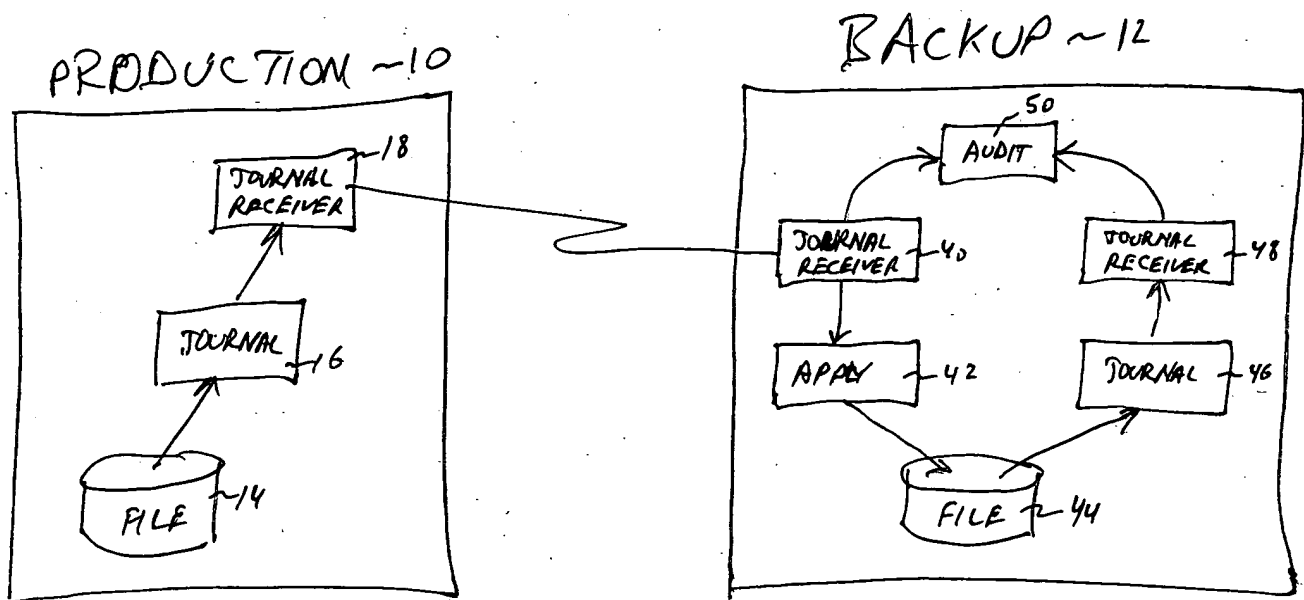 PRODUCTION ~10
JOURNAL
RECEIVER
18
JOURNAL
16
FILE
14
BACKUP ~12
50
AUDIT
JOURNAL
RECEIVER
40
JOURNAL
RECEIVER
48
APPLY
42
JOURNAL
46
FILE
44